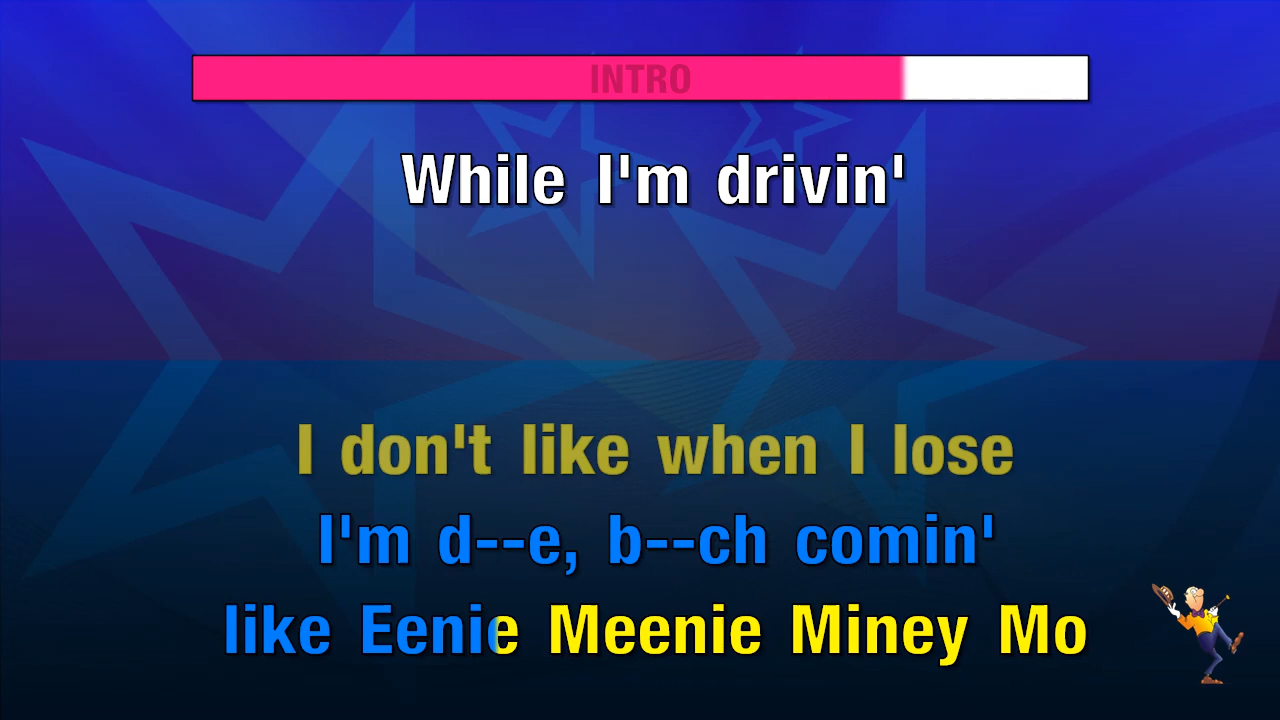 INTRO
While I'm drivin'
I don't like when I lose
I'm d--e, b--ch comin'
like Eenie Meenie Miney Mo